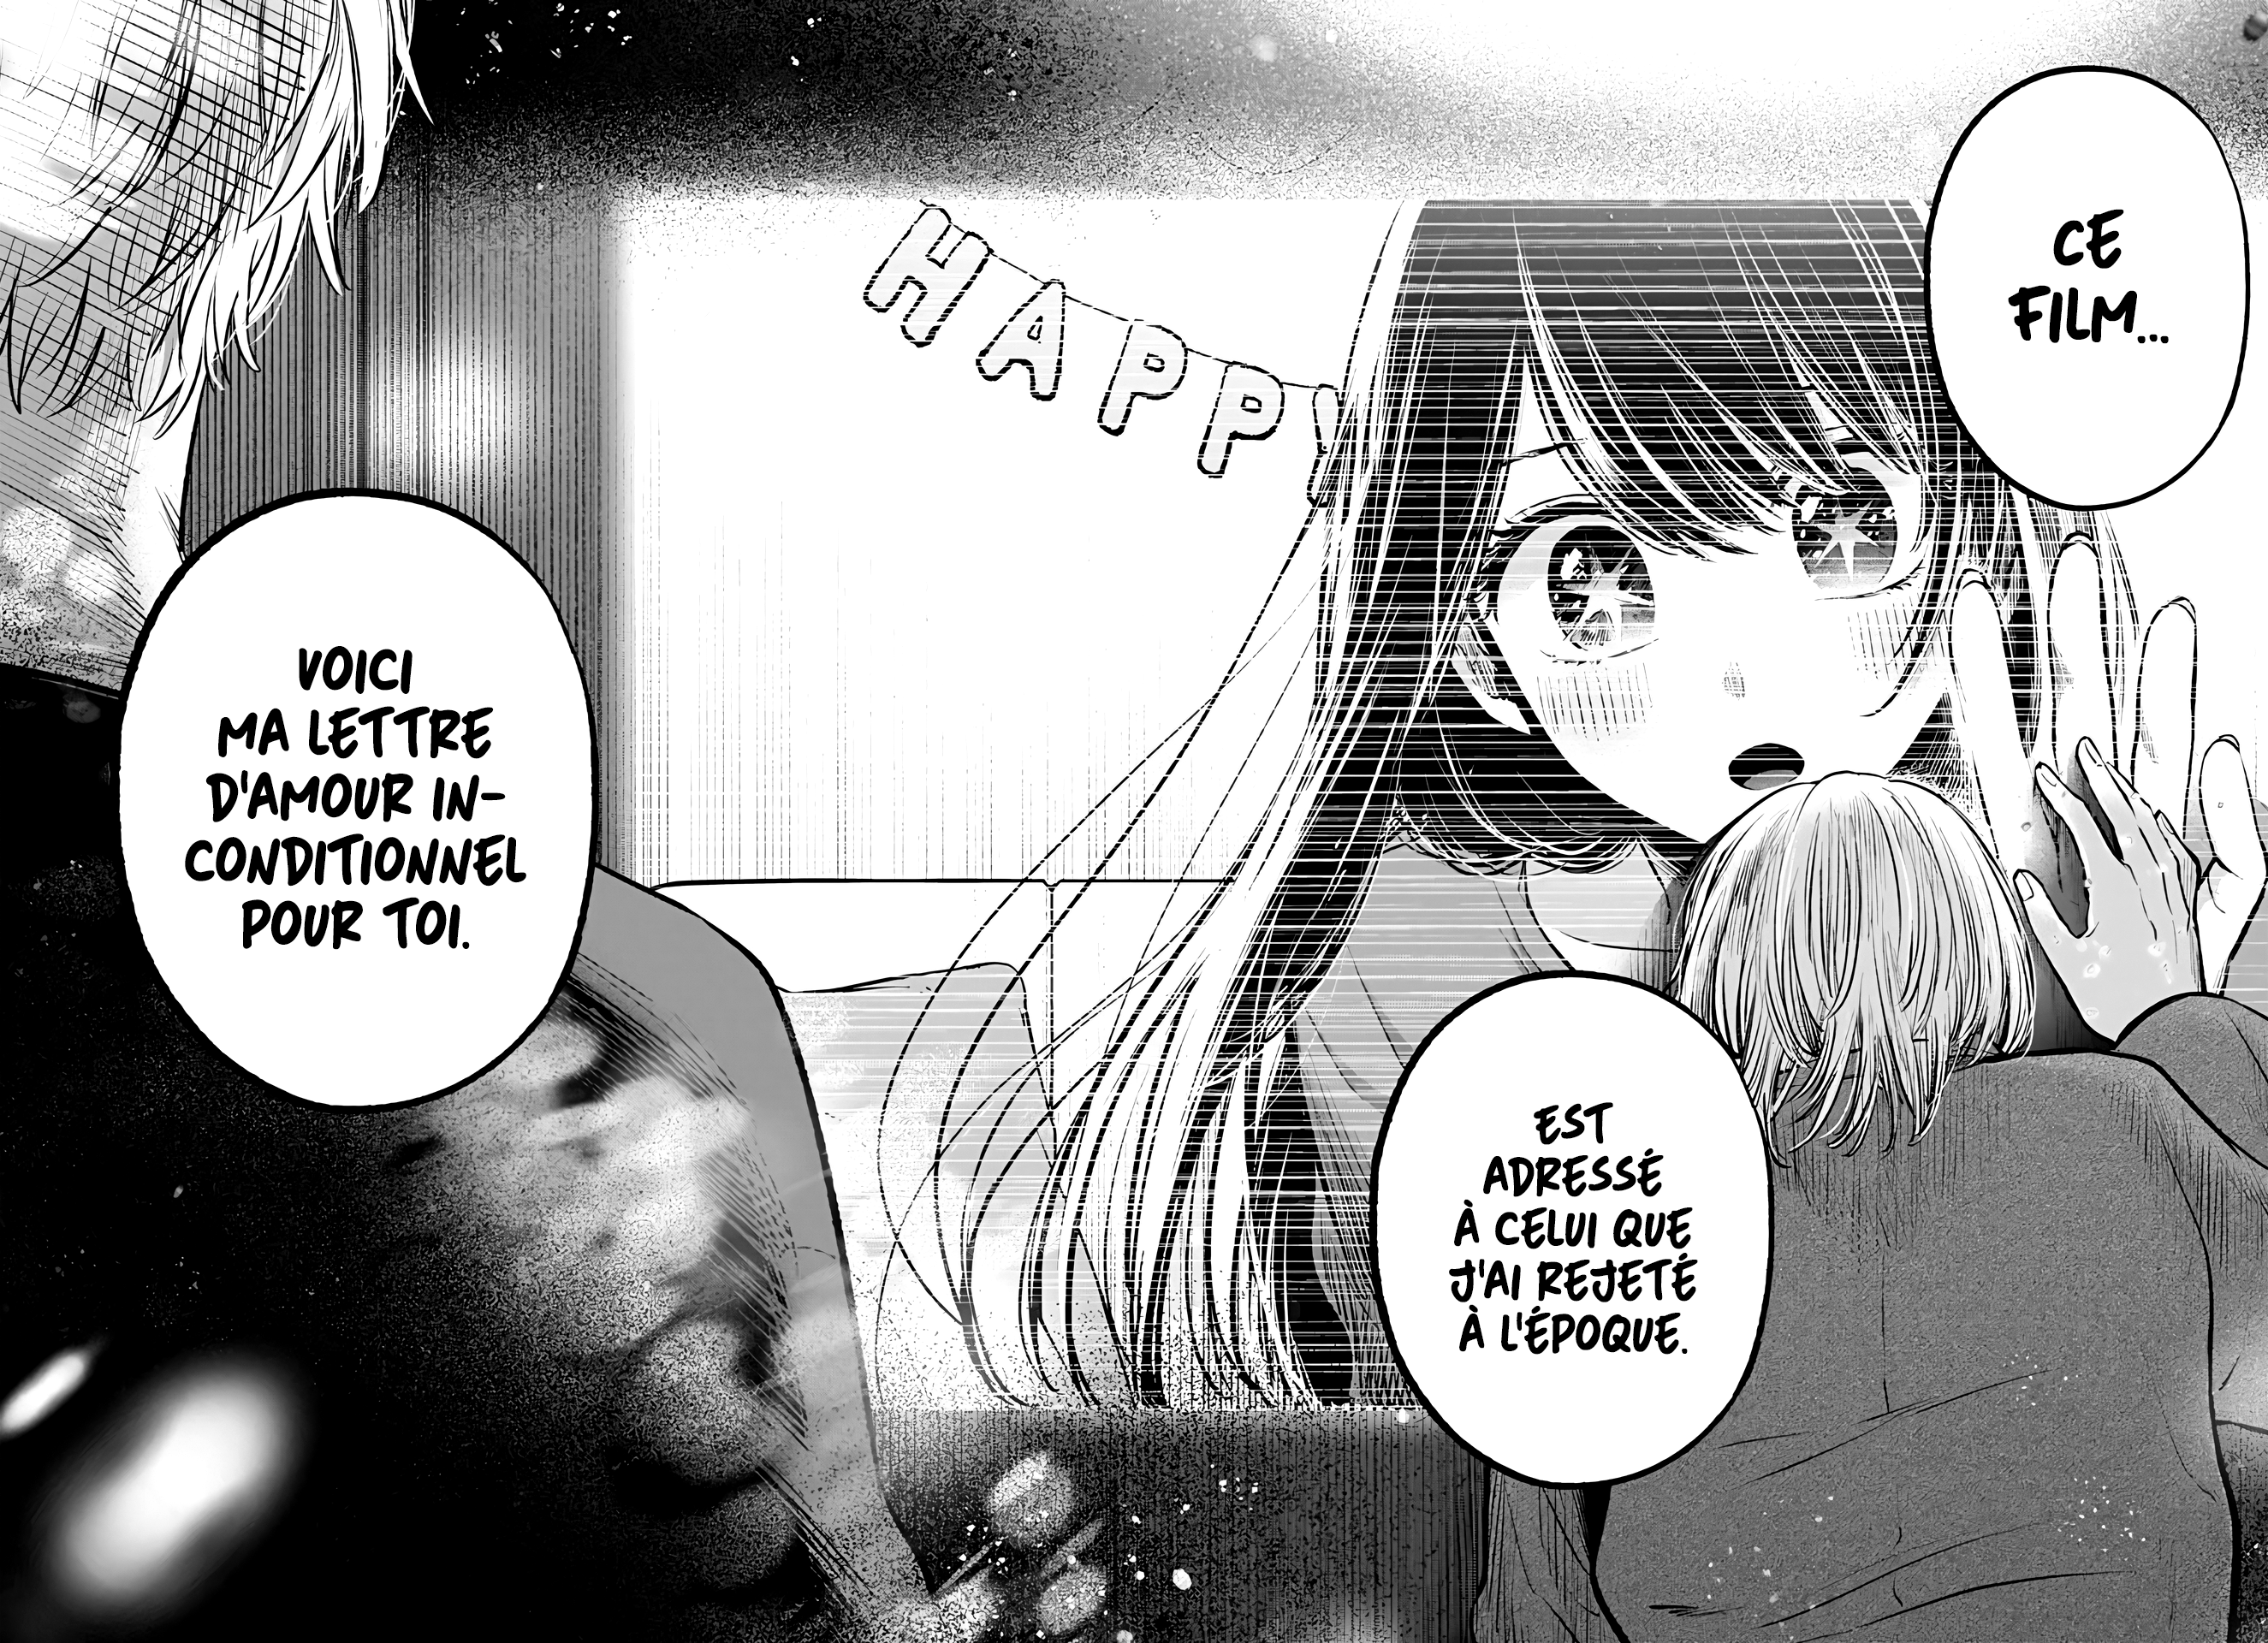 CE
FILM...
HAPPY
EST
ADRESSÉ
À CELUI QUE
J'AI REJETÉ
À L'ÉPOQUE.
VOICI
MA LETTRE
D'AMOUR IN-
CONDITIONNEL
POUR TOI.